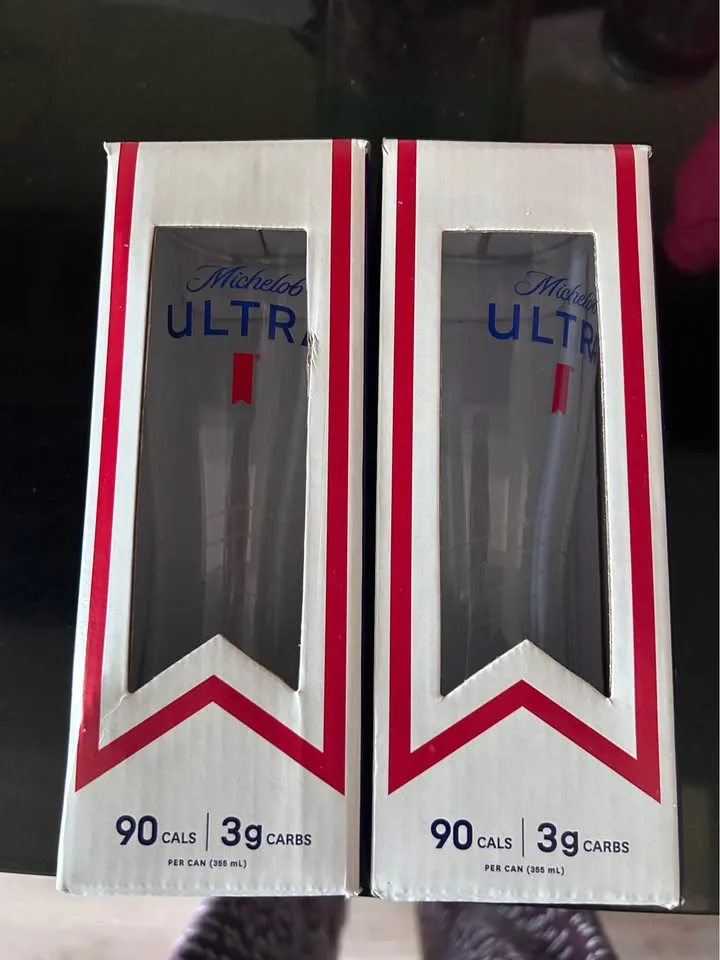 Michelob
ULTR
90 CALS | 3g CARBS
PER CAN (355 mL)
Michelob
ULTRA
90 CALS | 3g CARBS
PER CAN (355 mL)